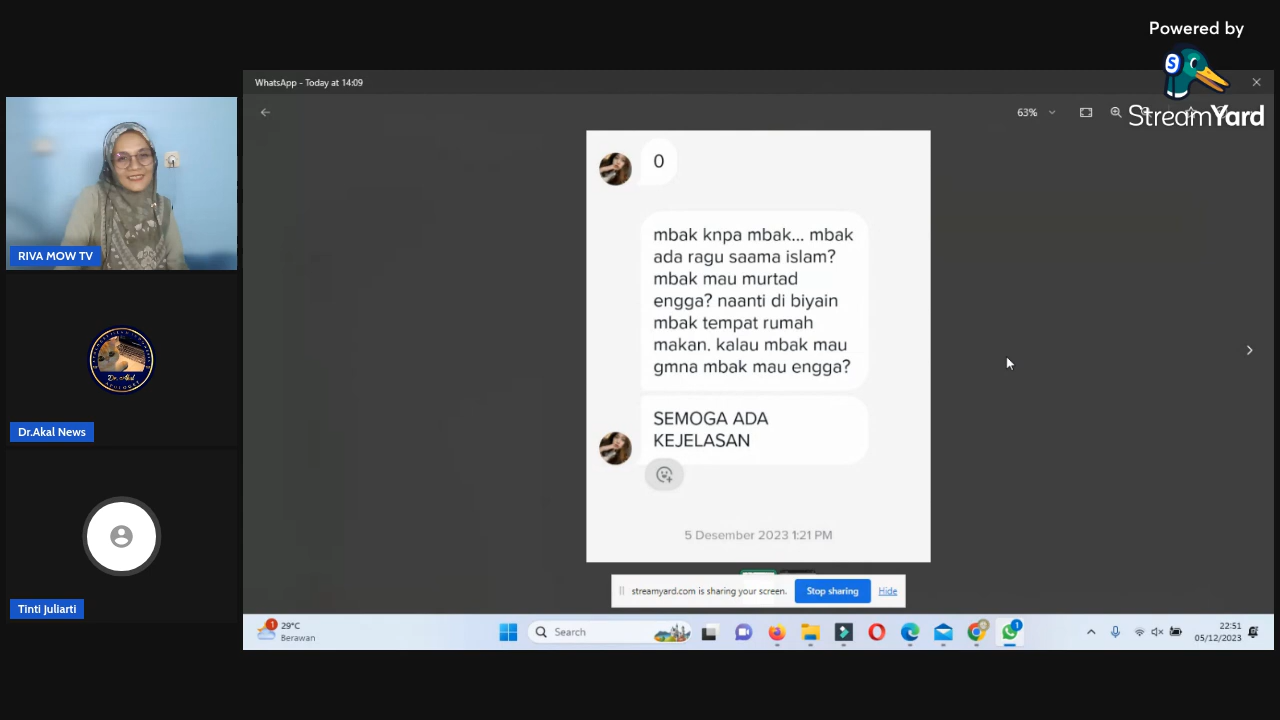 Powered by
StreamYard
WhatsApp - Today at 14:09
63%
0
mbak knpa mbak... mbak
ada ragu saama islam?
mbak mau murtad
engga? naanti di biyain
mbak tempat rumah
makan. kalau mbak mau
gmna mbak mau engga?
SEMOGA ADA
KEJELASAN
5 Desember 2023 1:21 PM
streamyard.com is sharing your screen.
Stop sharing
Hide
RIVA MOW TV
Dr.Akal News
Tinti Juliarti
29°C
Berawan
Search
22:51
05/12/2023